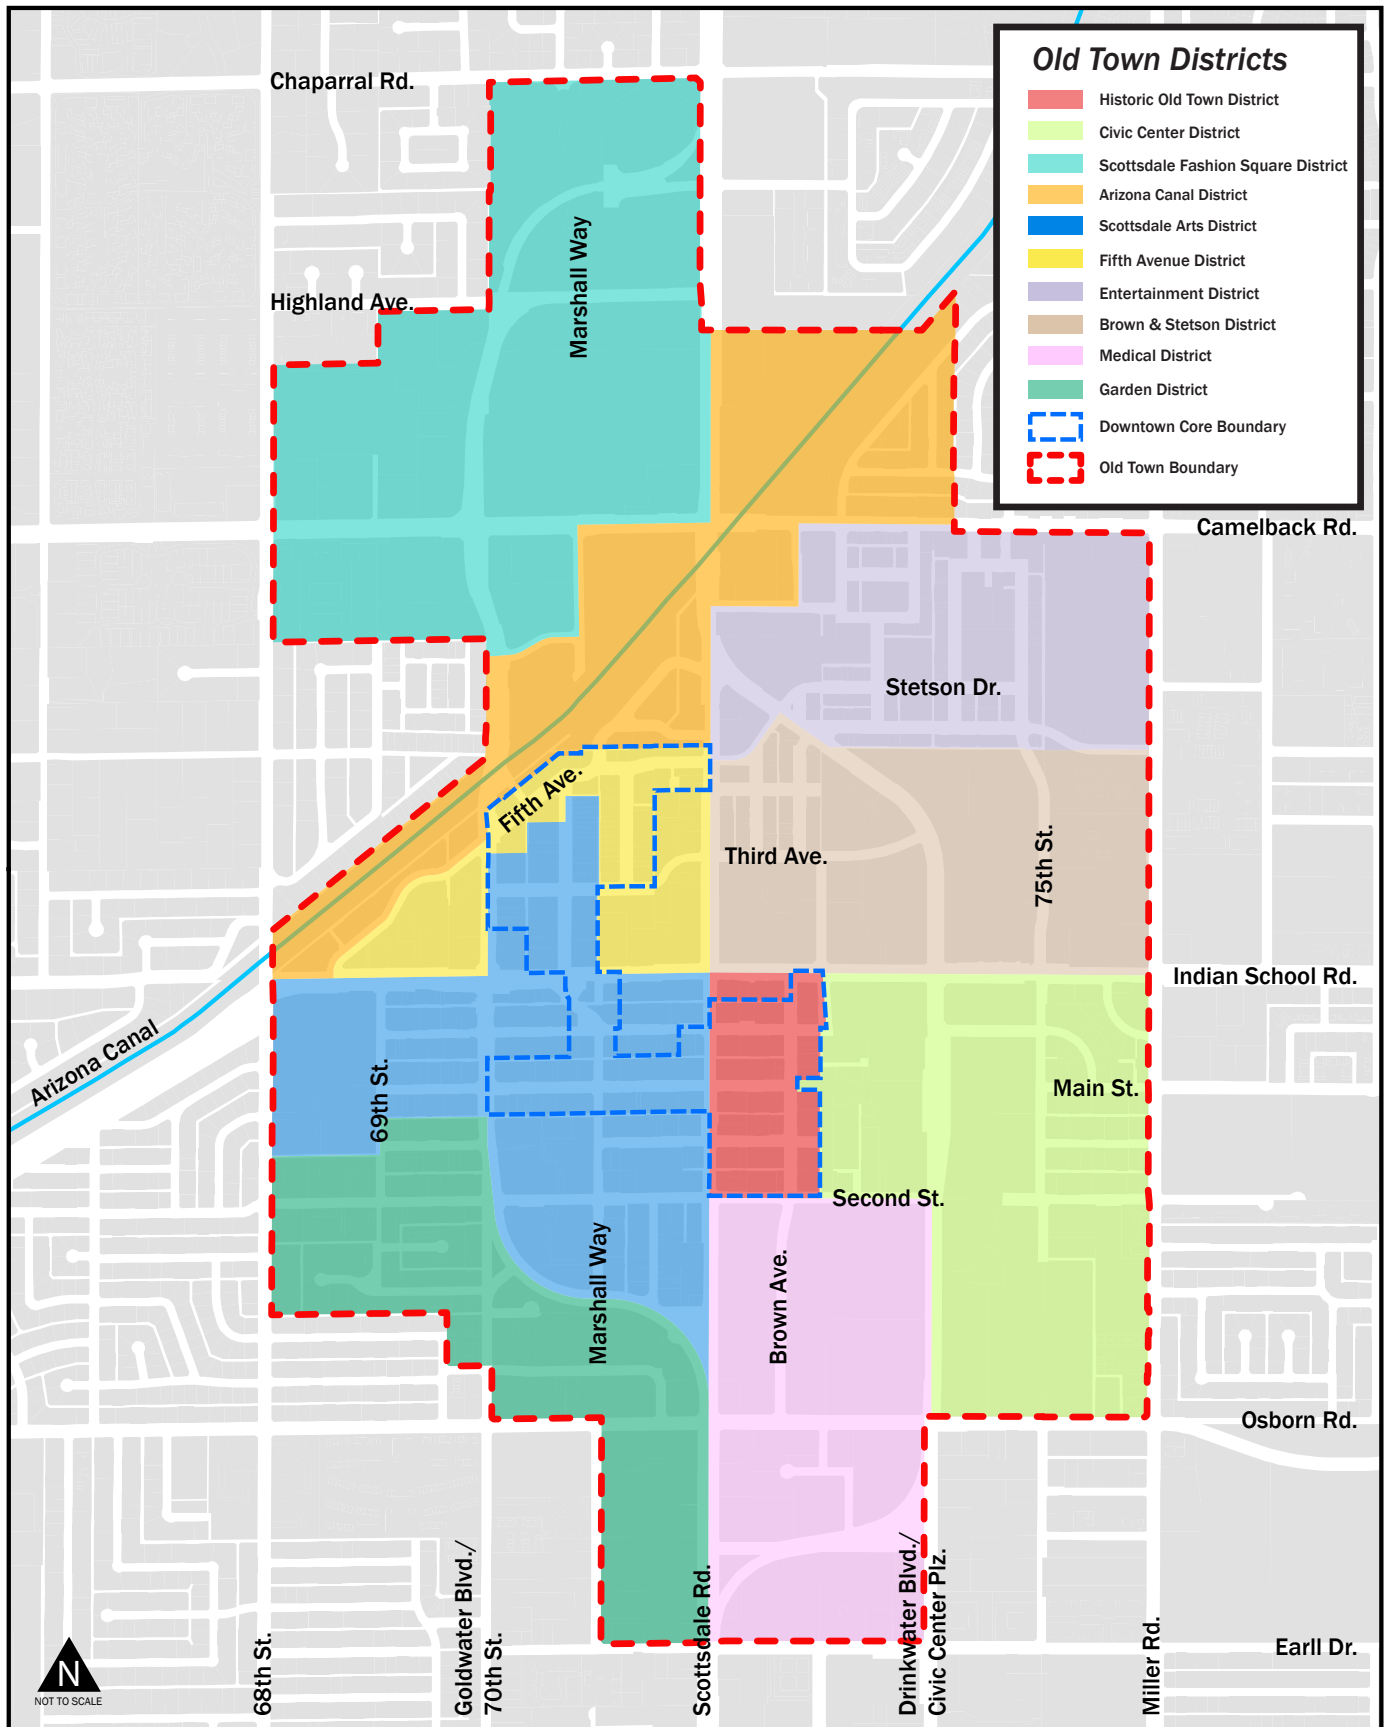 Old Town Districts
Historic Old Town District
Civic Center District
Scottsdale Fashion Square District
Arizona Canal District
Scottsdale Arts District
Fifth Avenue District
Entertainment District
Brown & Stetson District
Medical District
Garden District
Downtown Core Boundary
Old Town Boundary
Chaparral Rd.
Marshall Way
Highland Ave.
Camelback Rd.
Stetson Dr.
Fifth Ave.
Third Ave.
75th St.
Indian School Rd.
Arizona Canal
69th St.
Main St.
Second St.
Marshall Way
Brown Ave.
Osborn Rd.
68th St.
Goldwater Blvd./
70th St.
Scottsdale Rd.
Drinkwater Blvd./
Civic Center Plz.
Miller Rd.
Earll Dr.
N
NOT TO SCALE